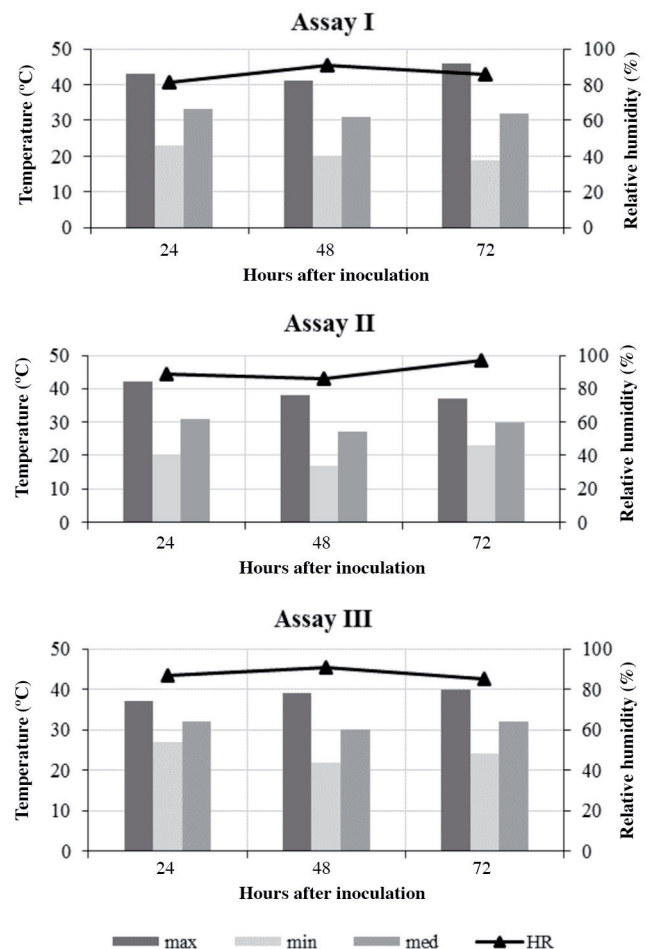 Assay I
50
40
30
20
10
0
Temperature (ºC)
100
80
60
40
20
0
Relative humidity (%)
24 48 72
Hours after inoculation
Assay II
50
40
30
20
10
0
Temperature (ºC)
100
80
60
40
20
0
Relative humidity (%)
24 48 72
Hours after inoculation
Assay III
50
40
30
20
10
0
Temperature (ºC)
100
80
60
40
20
0
Relative humidity (%)
24 48 72
Hours after inoculation
max min med HR